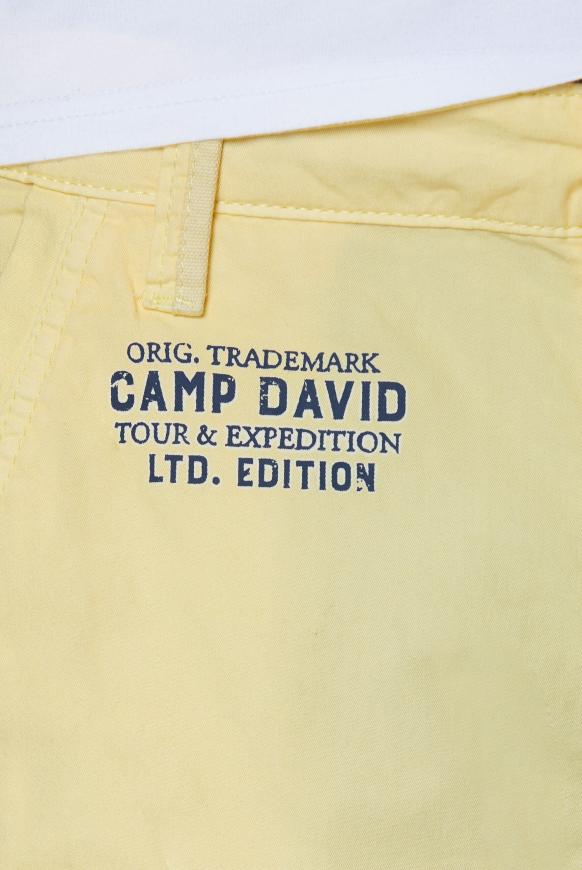 ORIG. TRADEMARK
CAMP DAVID
TOUR & EXPEDITION
LTD. EDITION